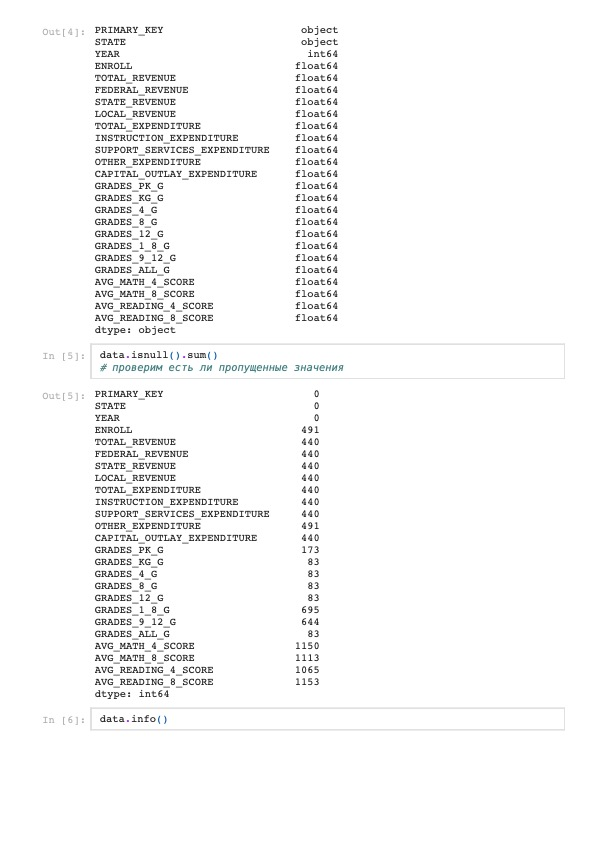 Out[4]: PRIMARY_KEY object
STATE object
YEAR int64
ENROLL float64
TOTAL_REVENUE float64
FEDERAL_REVENUE float64
STATE_REVENUE float64
LOCAL_REVENUE float64
TOTAL_EXPENDITURE float64
INSTRUCTION_EXPENDITURE float64
SUPPORT_SERVICES_EXPENDITURE float64
OTHER_EXPENDITURE float64
CAPITAL_OUTLAY_EXPENDITURE float64
GRADES_PK_G float64
GRADES_KG_G float64
GRADES_4_G float64
GRADES_8_G float64
GRADES_12_G float64
GRADES_1_8_G float64
GRADES_9_12_G float64
GRADES_ALL_G float64
AVG_MATH_4_SCORE float64
AVG_MATH_8_SCORE float64
AVG_READING_4_SCORE float64
AVG_READING_8_SCORE float64
dtype: object
In [5]: data.isnull().sum()
# проверим есть ли пропущенные значения
Out[5]: PRIMARY_KEY 0
STATE 0
YEAR 0
ENROLL 491
TOTAL_REVENUE 440
FEDERAL_REVENUE 440
STATE_REVENUE 440
LOCAL_REVENUE 440
TOTAL_EXPENDITURE 440
INSTRUCTION_EXPENDITURE 440
SUPPORT_SERVICES_EXPENDITURE 440
OTHER_EXPENDITURE 491
CAPITAL_OUTLAY_EXPENDITURE 440
GRADES_PK_G 173
GRADES_KG_G 83
GRADES_4_G 83
GRADES_8_G 83
GRADES_12_G 83
GRADES_1_8_G 695
GRADES_9_12_G 644
GRADES_ALL_G 83
AVG_MATH_4_SCORE 1150
AVG_MATH_8_SCORE 1113
AVG_READING_4_SCORE 1065
AVG_READING_8_SCORE 1153
dtype: int64
In [6]: data.info()